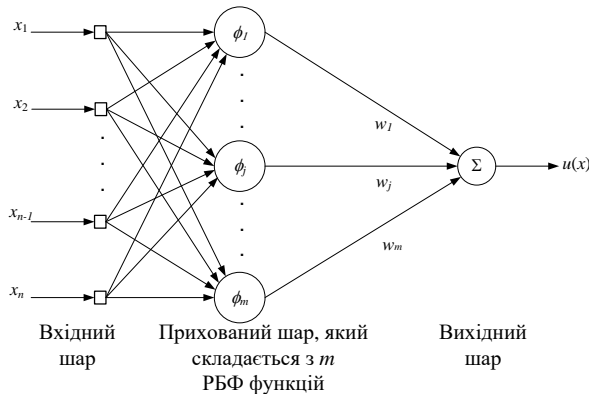 x1
ϕ1
x2
w1
ϕj
wj
Σ
u(x)
xn-1
wm
xn
ϕm
Вхідний
шар
Прихований шар, який
складається з m
РБФ функцій
Вихідний
шар